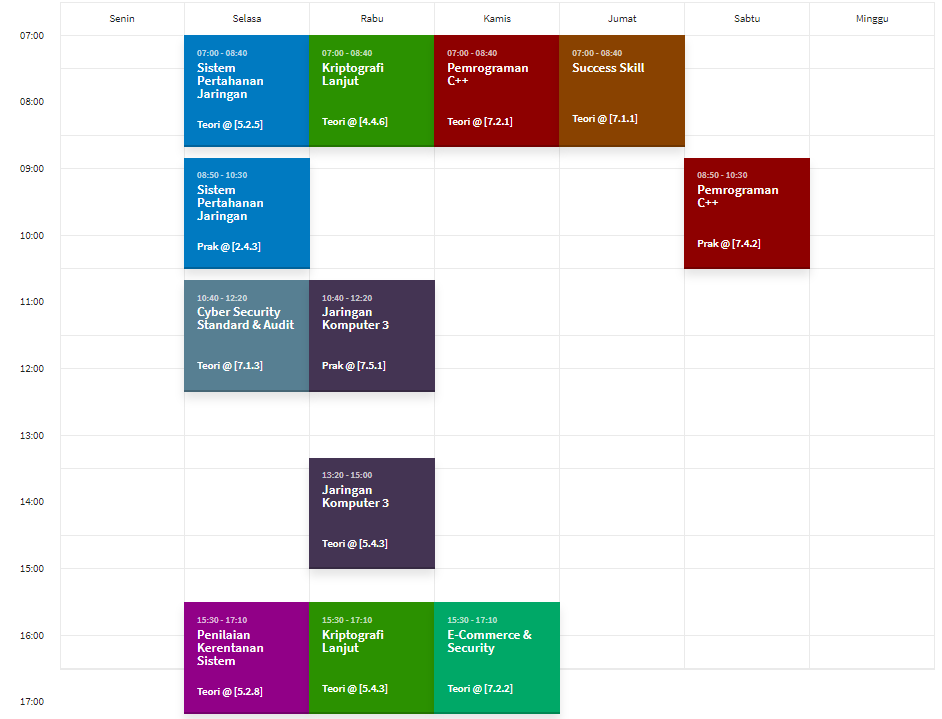 Senin
Selasa
Rabu
Kamis
Jumat
Sabtu
Minggu
07:00
08:00
09:00
10:00
11:00
12:00
13:00
14:00
15:00
16:00
17:00
07:00 - 08:40
Sistem
Pertahanan
Jaringan
Teori @ [5.2.5]
08:50 - 10:30
Sistem
Pertahanan
Jaringan
Prak @ [2.4.3]
10:40 - 12:20
Cyber Security
Standard & Audit
Teori @ [7.1.3]
15:30 - 17:10
Penilaian
Kerentanan
Sistem
Teori @ [5.2.8]
07:00 - 08:40
Kriptografi
Lanjut
Teori @ [4.4.6]
10:40 - 12:20
Jaringan
Komputer 3
Prak @ [7.5.1]
13:20 - 15:00
Jaringan
Komputer 3
Teori @ [5.4.3]
15:30 - 17:10
Kriptografi
Lanjut
Teori @ [5.4.3]
07:00 - 08:40
Pemrograman
C++
Teori @ [7.2.1]
15:30 - 17:10
E-Commerce &
Security
Teori @ [7.2.2]
07:00 - 08:40
Success Skill
Teori @ [7.1.1]
08:50 - 10:30
Pemrograman
C++
Prak @ [7.4.2]